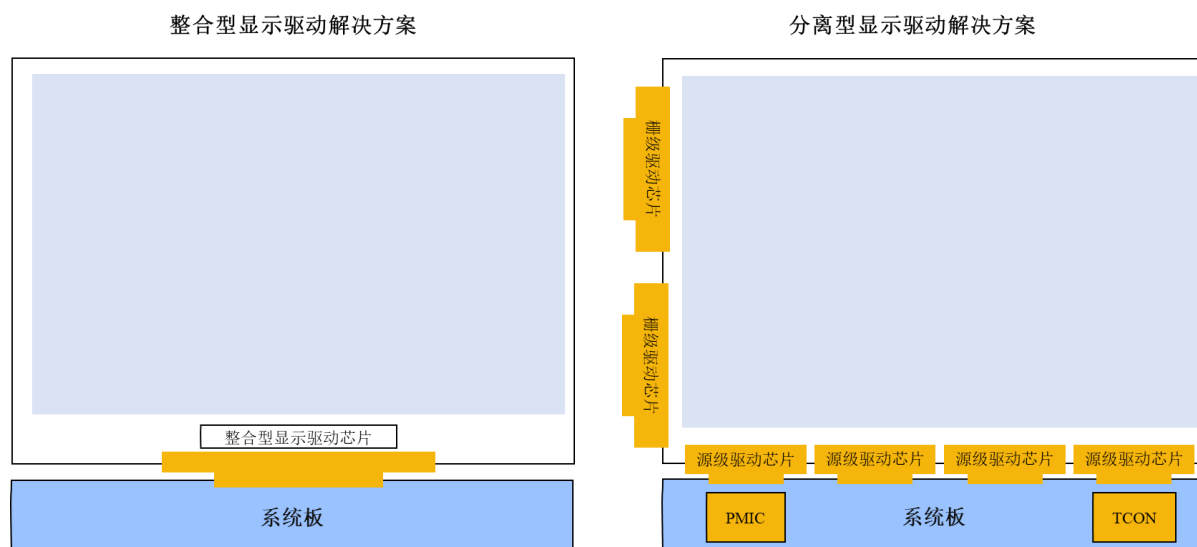 整合型显示驱动解决方案
整合型显示驱动芯片
系统板
分离型显示驱动解决方案
栅级驱动芯片
栅级驱动芯片
源级驱动芯片
源级驱动芯片
源级驱动芯片
源级驱动芯片
PMIC
系统板
TCON